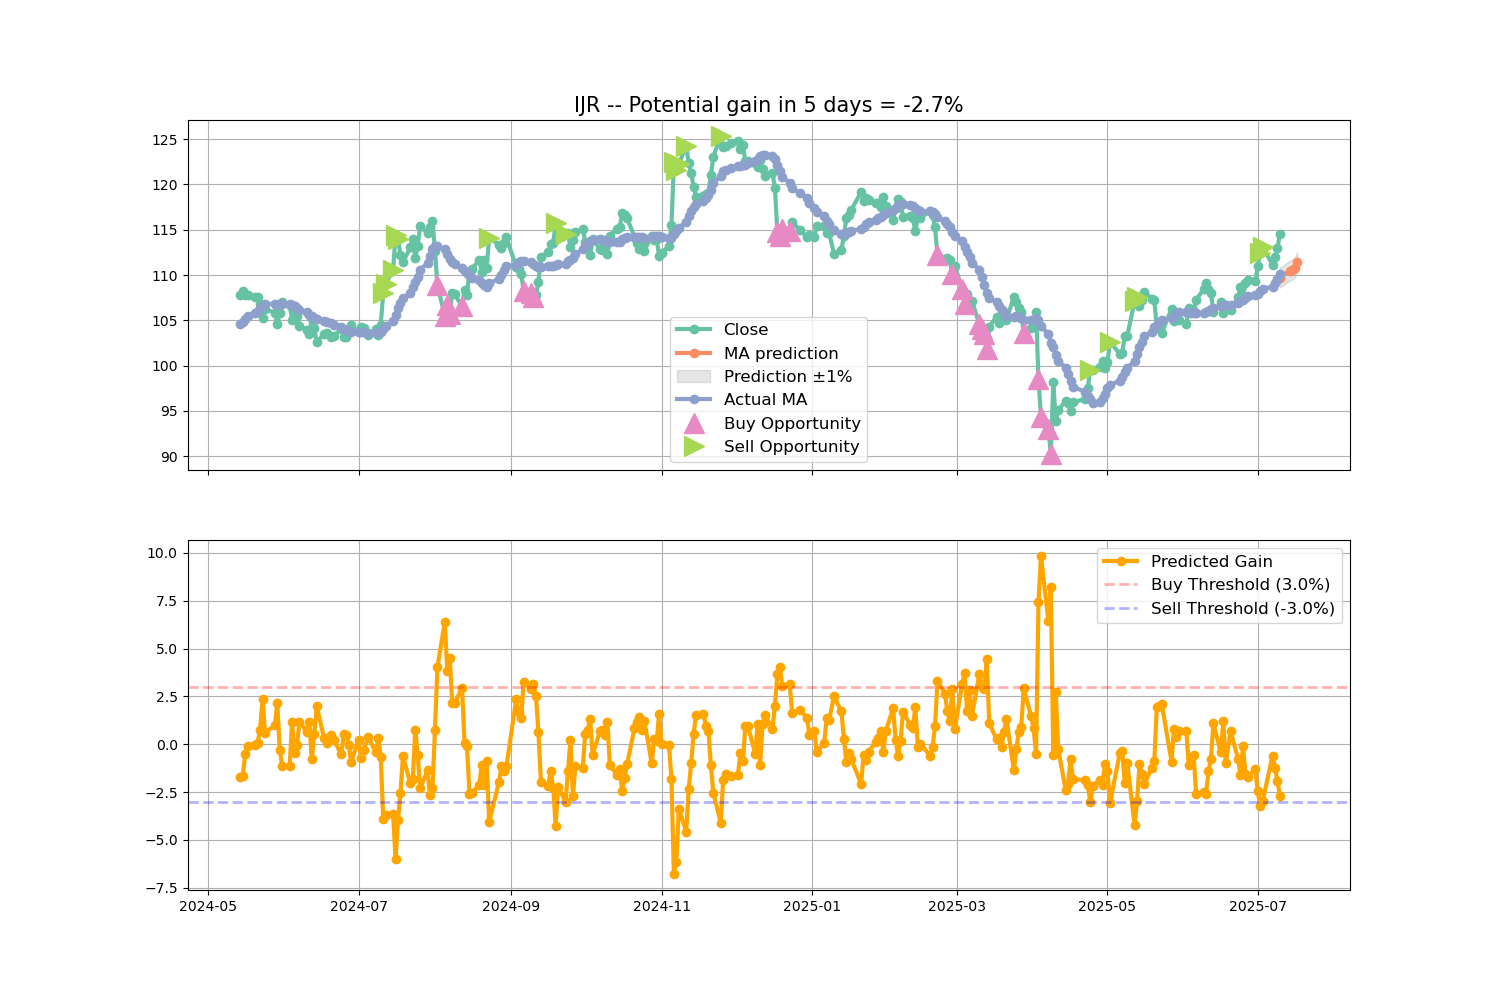 IJR -- Potential gain in 5 days = -2.7%
125
120
115
110
105
100
95
90
Close
MA prediction
Prediction ±1%
Actual MA
Buy Opportunity
Sell Opportunity
10.0
7.5
5.0
2.5
0.0
−2.5
−5.0
−7.5
Predicted Gain
Buy Threshold (3.0%)
Sell Threshold (-3.0%)
2024-05
2024-07
2024-09
2024-11
2025-01
2025-03
2025-05
2025-07